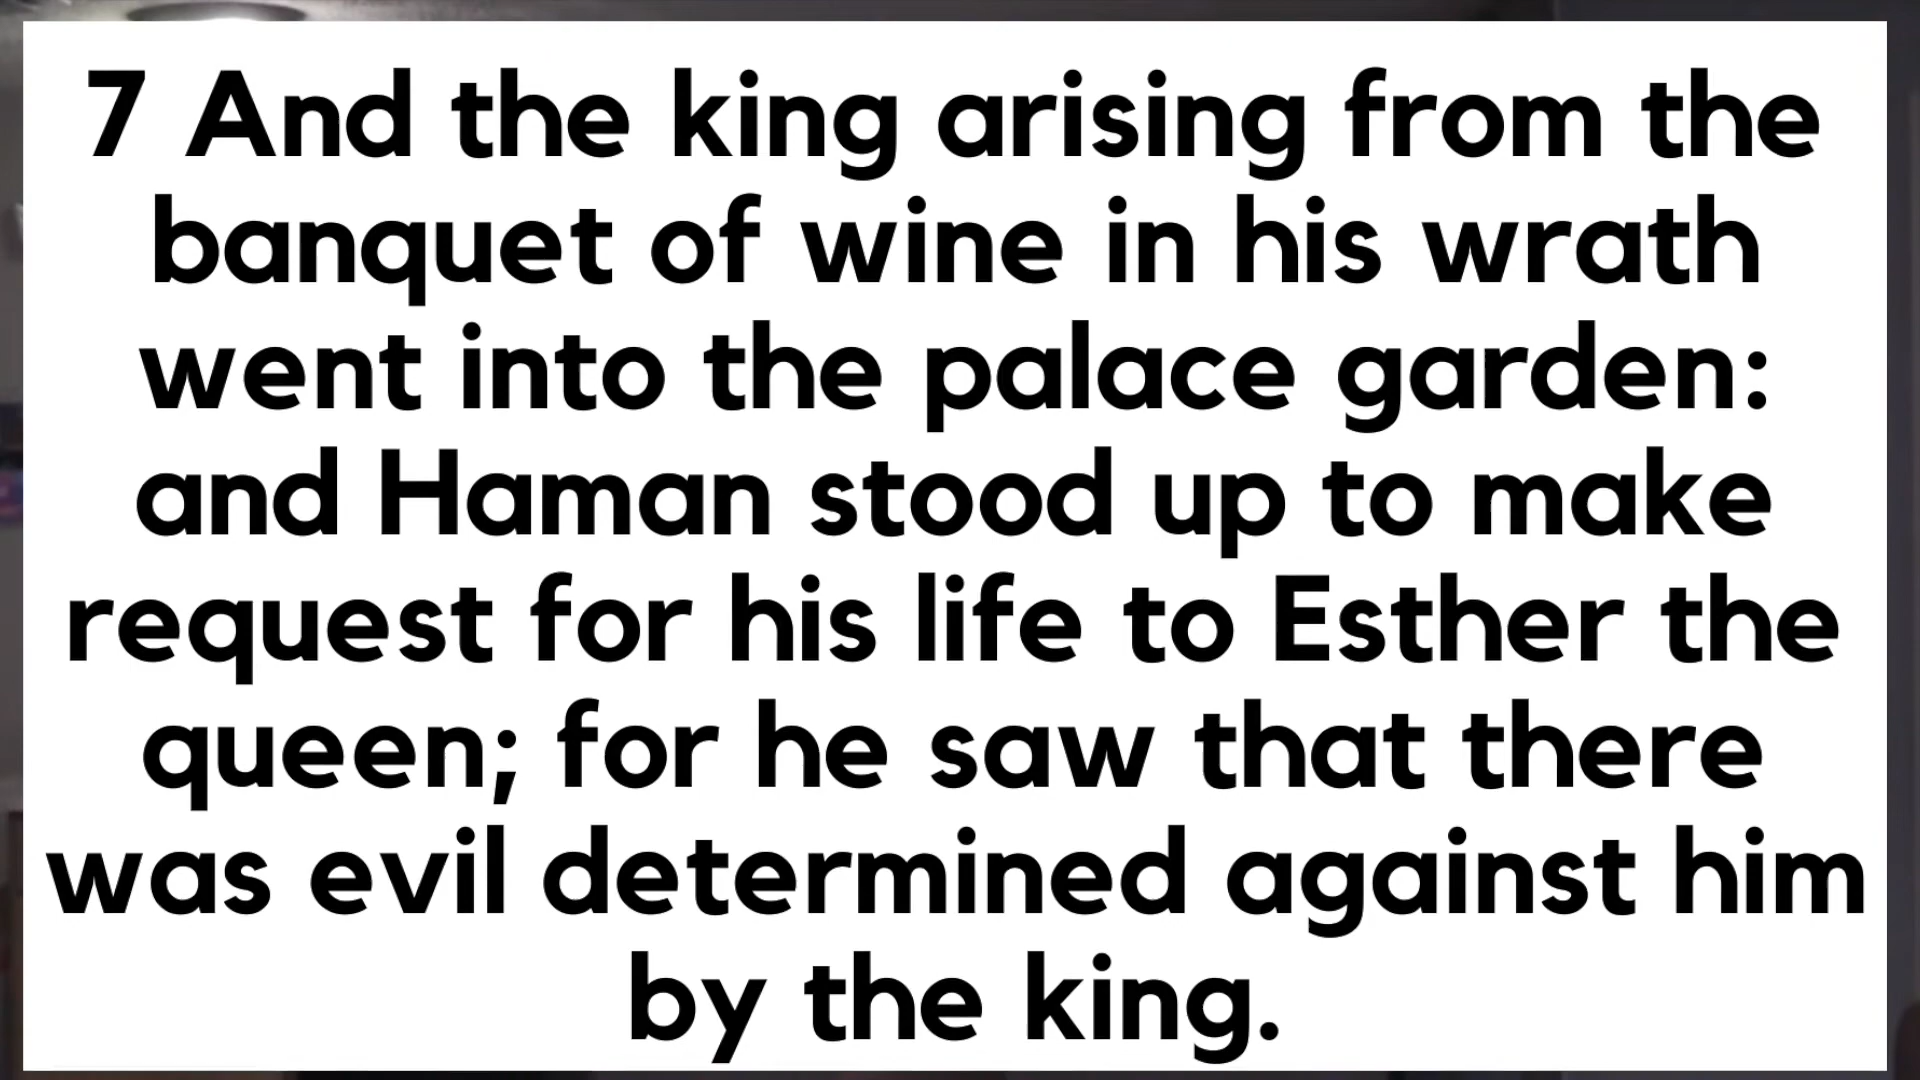 7 And the king arising from the
banquet of wine in his wrath
went into the palace garden:
and Haman stood up to make
request for his life to Esther the
queen; for he saw that there
was evil determined against him
by the king.